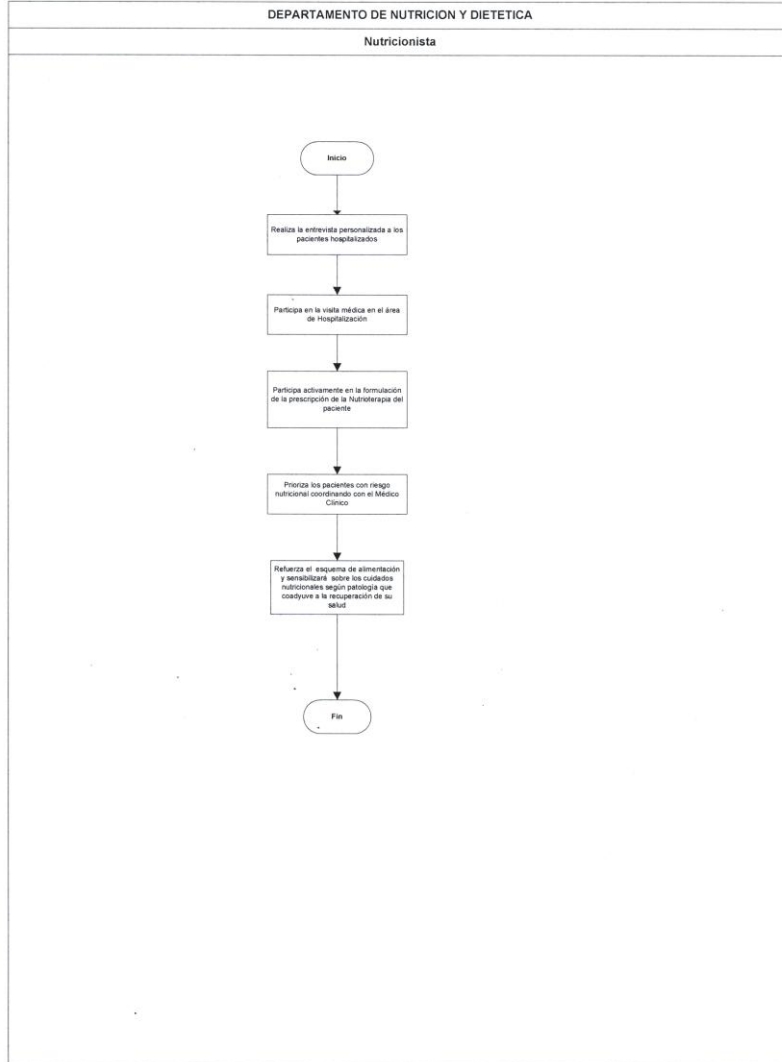 DEPARTAMENTO DE NUTRICION Y DIETETICA
Nutricionista
Inicio
Realiza la entrevista personalizada a los
pacientes hospitalizados
Participa en la visita médica en el área
de Hospitalización
Participa activamente en la formulación
de la prescripción de la Nutrioterapia del
paciente
Prioriza los pacientes con riesgo
nutricional coordinando con el Médico
Clínico
Refuerza el esquema de alimentación
y sensibilizará sobre los cuidados
nutricionales según patología que
coadyuve a la recuperación de su
salud
Fin